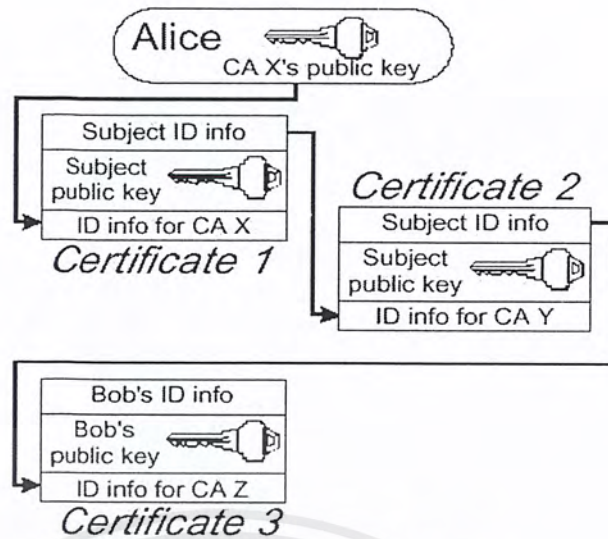 Alice
CA X's public key
Subject ID info
Subject
public key
ID info for CA X
Certificate 1
Certificate 2
Subject ID info
Subject
public key
ID info for CA Y
Bob's ID info
Bob's
public key
ID info for CA Z
Certificate 3